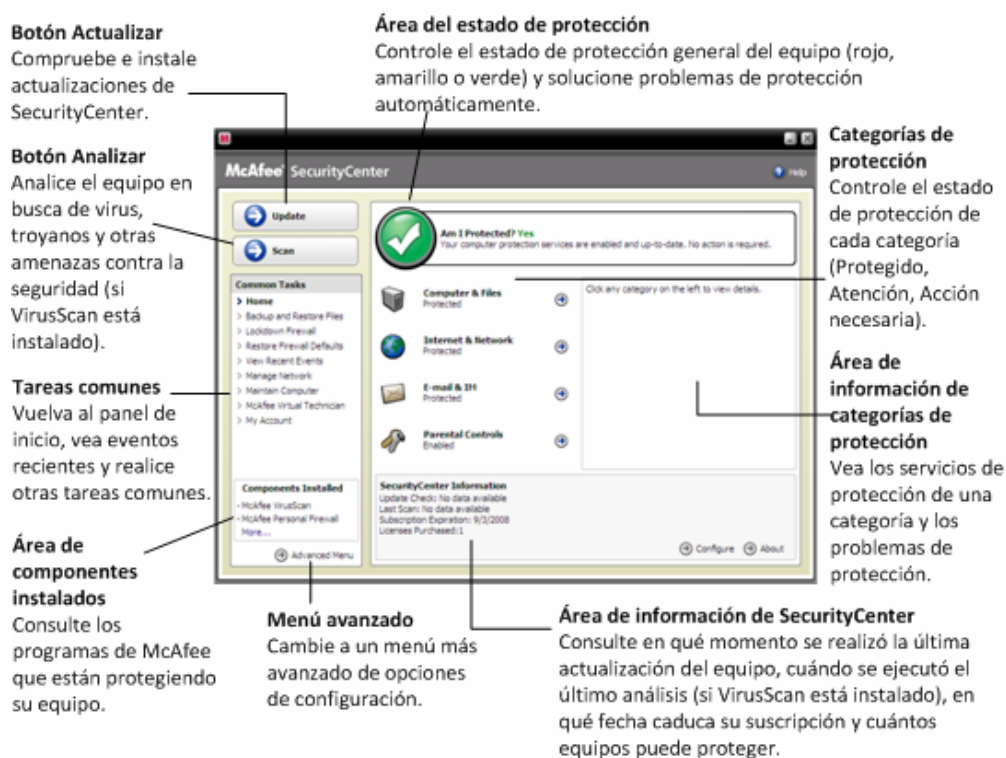 Botón Actualizar
Compruebe e instale
actualizaciones de
SecurityCenter.
Botón Analizar
Analice el equipo en
busca de virus,
troyanos y otras
amenazas contra la
seguridad (si
VirusScan está
instalado).
Tareas comunes
Vuelva al panel de
inicio, vea eventos
recientes y realice
otras tareas comunes.
Área de
componentes
instalados
Consulte los
programas de McAfee
que están protegiendo
su equipo.
Área del estado de protección
Controle el estado de protección general del equipo (rojo,
amarillo o verde) y solucione problemas de protección
automáticamente.
McAfee® SecurityCenter
Help
Update
Scan
Common Tasks
> Home
> Backup and Restore Files
> Lockdown Firewall
> Restore Firewall Defaults
> View Recent Events
> Manage Network
> Maintain Computer
> McAfee Virtual Technician
> My Account
Components Installed
- McAfee VirusScan
- McAfee Personal Firewall
More...
Advanced Menu
Am I Protected? Yes
Your computer protection services are enabled and up-to-date. No action is required.
Computer & Files
Protected
Internet & Network
Protected
E-mail & IM
Protected
Parental Controls
Enabled
Click any category on the left to view details.
SecurityCenter Information
Update Check: No data available
Last Scan: No data available
Subscription Expiration: 9/3/2008
Licenses Purchased:1
Configure
About
Categorías de
protección
Controle el estado
de protección de
cada categoría
(Protegido,
Atención, Acción
necesaria).
Área de
información de
categorías de
protección
Vea los servicios de
protección de una
categoría y los
problemas de
protección.
Menú avanzado
Cambie a un menú más
avanzado de opciones
de configuración.
Área de información de SecurityCenter
Consulte en qué momento se realizó la última
actualización del equipo, cuándo se ejecutó el
último análisis (si VirusScan está instalado), en
qué fecha caduca su suscripción y cuántos
equipos puede proteger.